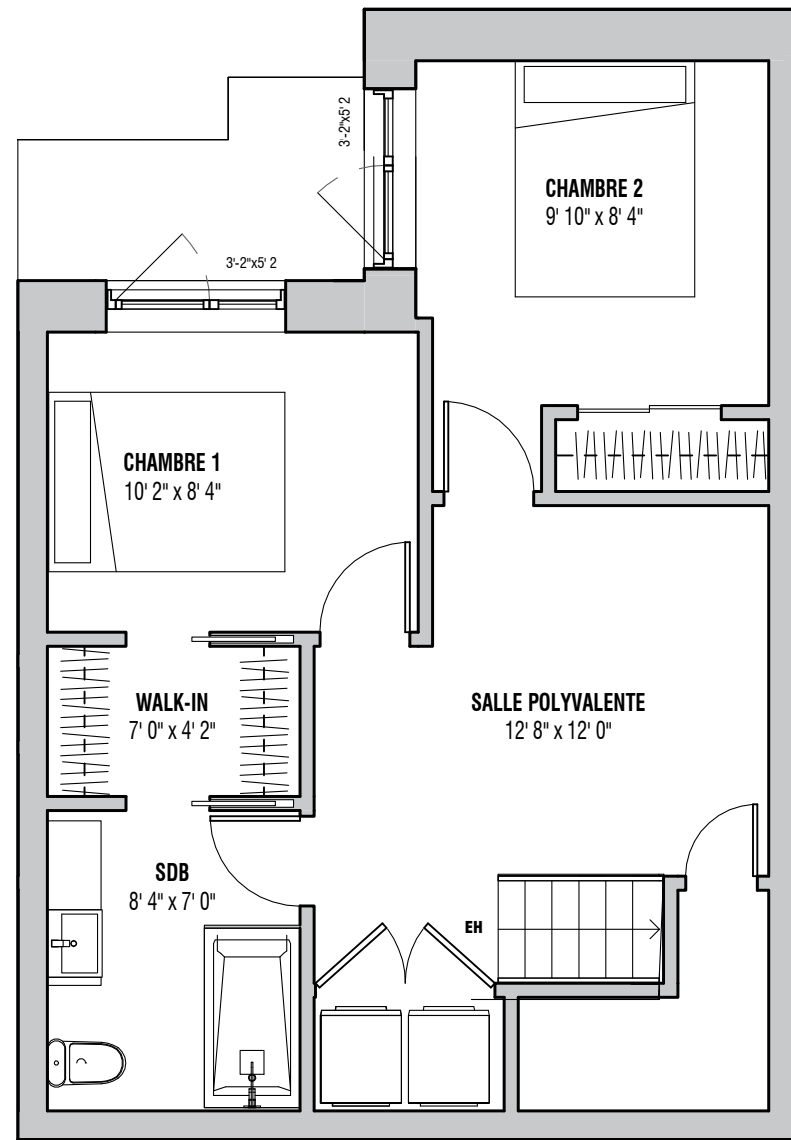 3'-2"x5' 2
CHAMBRE 2
9' 10" x 8' 4"
3'-2"x5' 2
CHAMBRE 1
10' 2" x 8' 4"
WALK-IN
7' 0" x 4' 2"
SALLE POLYVALENTE
12' 8" x 12' 0"
SDB
8' 4" x 7' 0"
EH